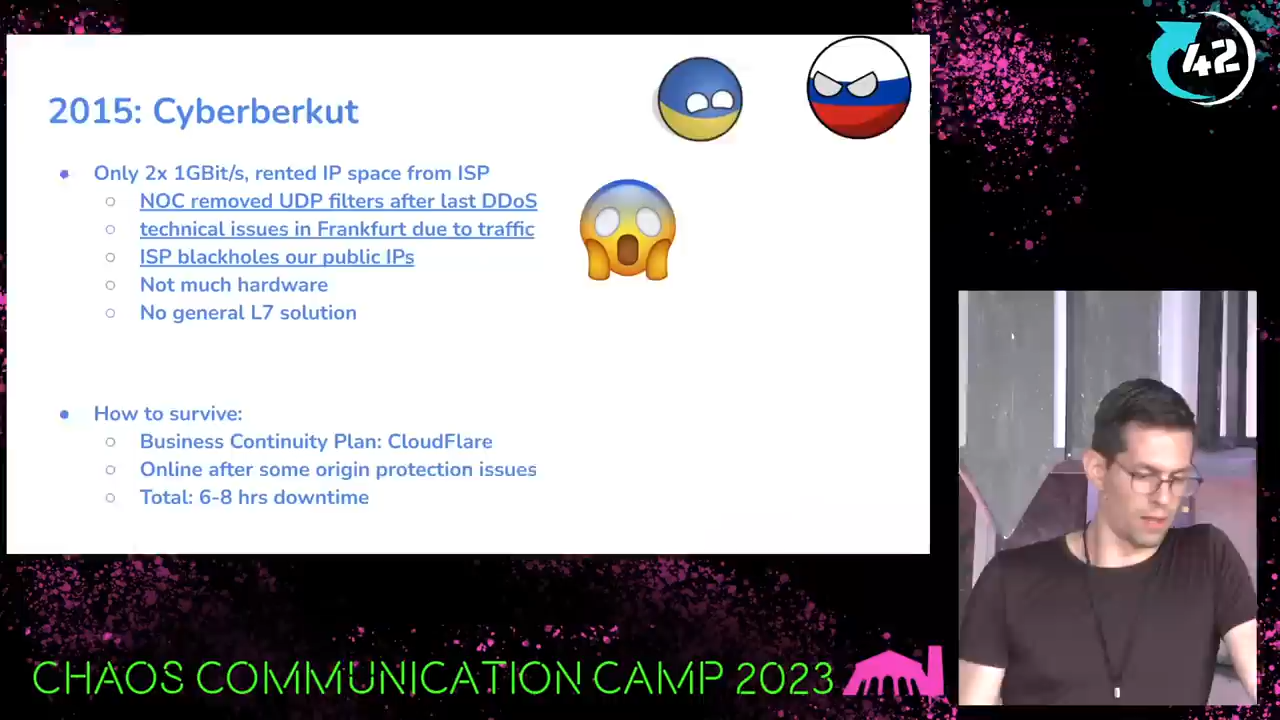 42
2015: Cyberberkut
Only 2x 1GBit/s, rented IP space from ISP
NOC removed UDP filters after last DDoS
technical issues in Frankfurt due to traffic
ISP blackholes our public IPs
Not much hardware
No general L7 solution
How to survive:
Business Continuity Plan: CloudFlare
Online after some origin protection issues
Total: 6-8 hrs downtime
CHAOS COMMUNICATION CAMP 2023